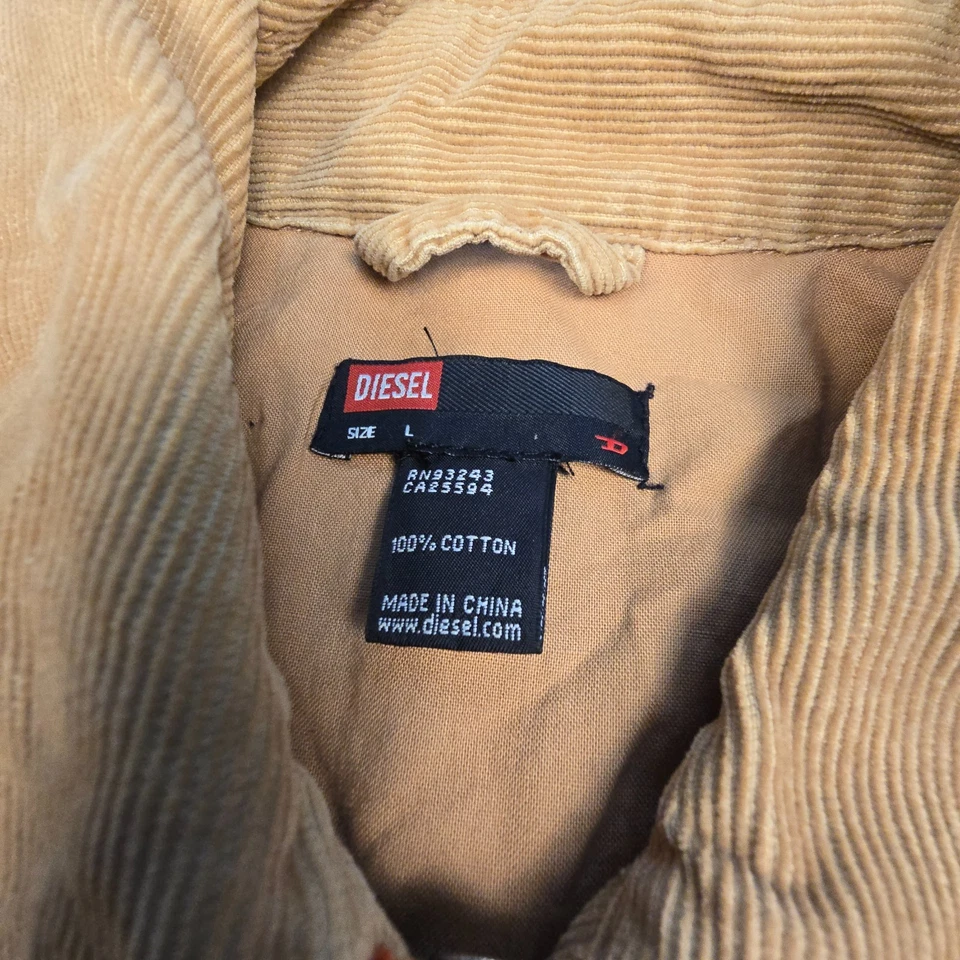 DIESEL
SIZE L
RN93243
CA25594
100% COTTON
MADE IN CHINA
www.diesel.com